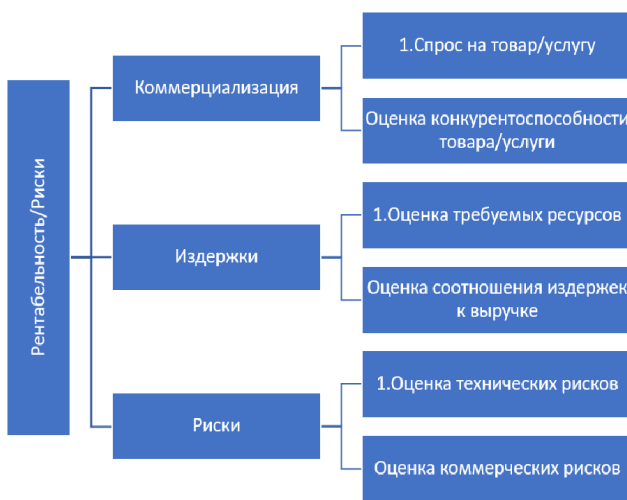 Рентабельность/Риски
Коммерциализация
1.Спрос на товар/услугу
Оценка конкурентоспособности
товара/услуги
Издержки
1.Оценка требуемых ресурсов
Оценка соотношения издержек
к выручке
Риски
1.Оценка технических рисков
Оценка коммерческих рисков